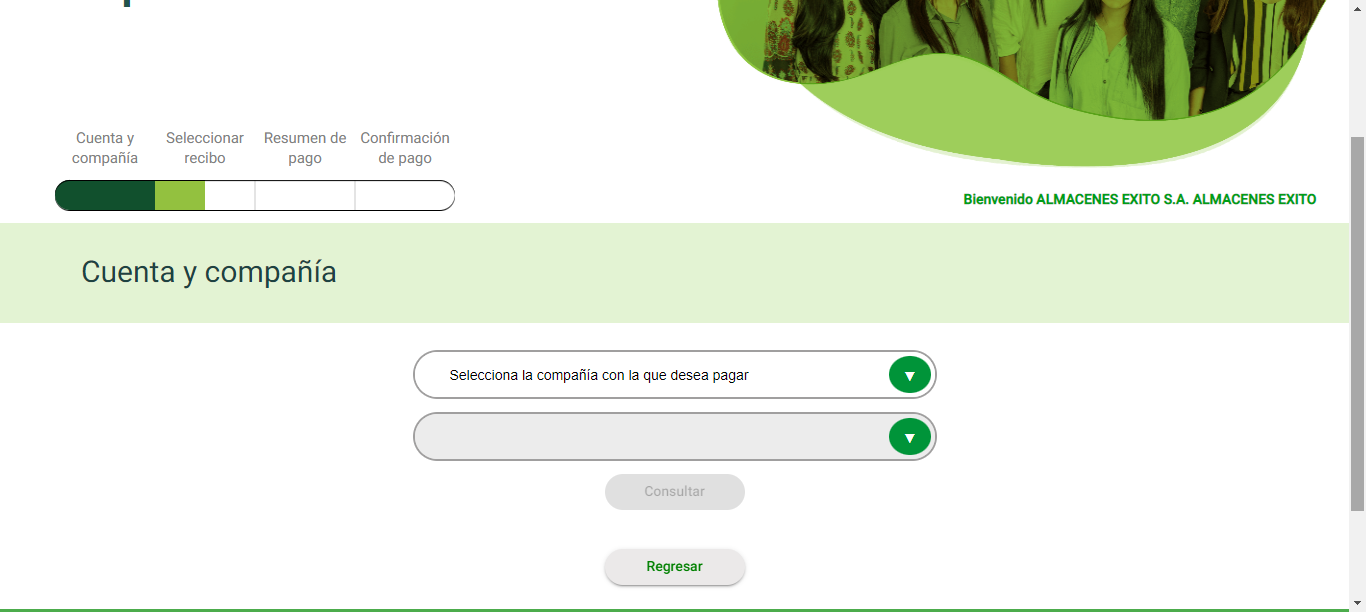 Cuenta y
compañía
Seleccionar
recibo
Resumen de
pago
Confirmación
de pago
Bienvenido ALMACENES EXITO S.A. ALMACENES EXITO
Cuenta y compañía
Selecciona la compañía con la que desea pagar
Consultar
Regresar